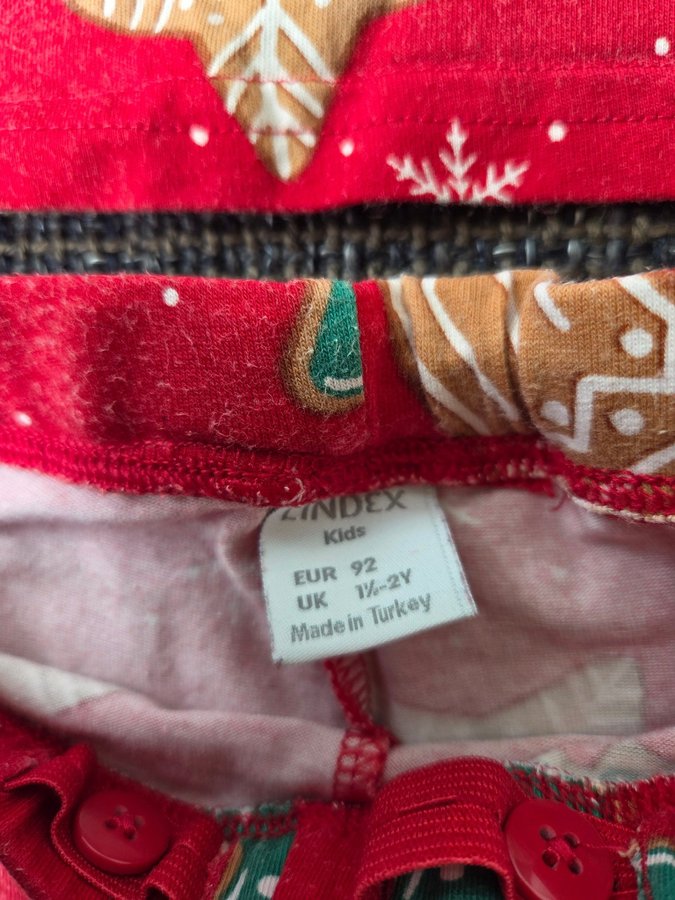 LINDEX
Kids
EUR 92
UK 1½-2Y
Made in Turkey